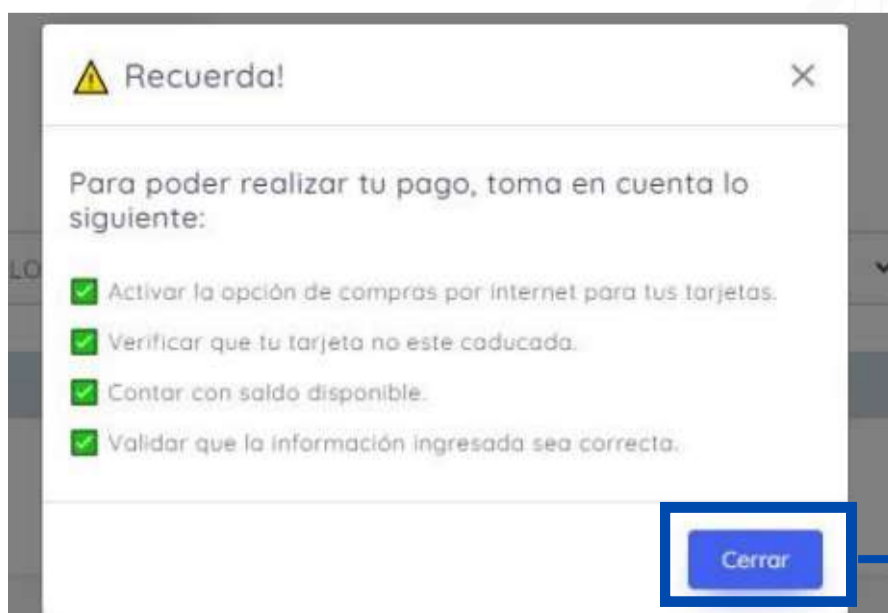 Recuerda!
Para poder realizar tu pago, toma en cuenta lo
siguiente:
LO
Activar la opción de compras por internet para tus tarjetas.
Verificar que tu tarjeta no este caducada.
Contar con saldo disponible.
Validar que la información ingresada sea correcta.
Cerrar